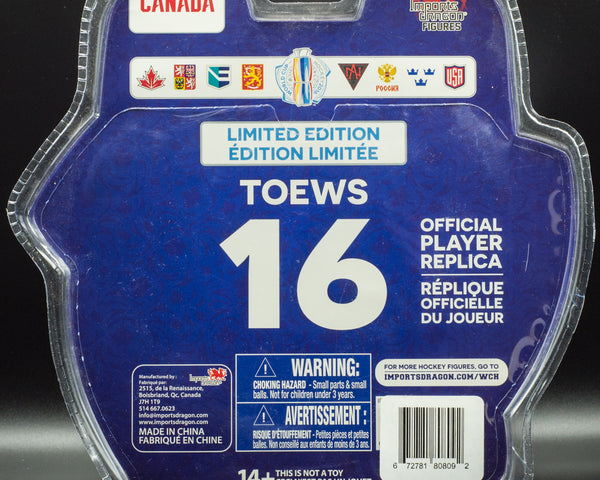 CANADA
IMPORTS
DRAGON
FIGURES
WORLD CUP
РОССИЯ
USA
LIMITED EDITION
ÉDITION LIMITÉE
TOEWS
16
OFFICIAL
PLAYER
REPLICA
RÉPLIQUE
OFFICIELLE
DU JOUEUR
Manufactured by:
Fabriqué par:
2515, de la Renaissance,
Boisbriand, Qc, Canada
J7H 1T9
514 667.0623
info@importsdragon.com
www.importsdragon.com
MADE IN CHINA
FABRIQUÉ EN CHINE
WARNING:
CHOKING HAZARD - Small parts & small
balls. Not for children under 3 years.
AVERTISSEMENT:
RISQUE D'ÉTOUFFEMENT - Petites pièces et petites
balles. Non conseillé aux enfants de moins de 3 ans.
FOR MORE HOCKEY FIGURES, GO TO
IMPORTSDRAGON.COM/WCH
6 72781 80809 2
14+ THIS IS NOT A TOY